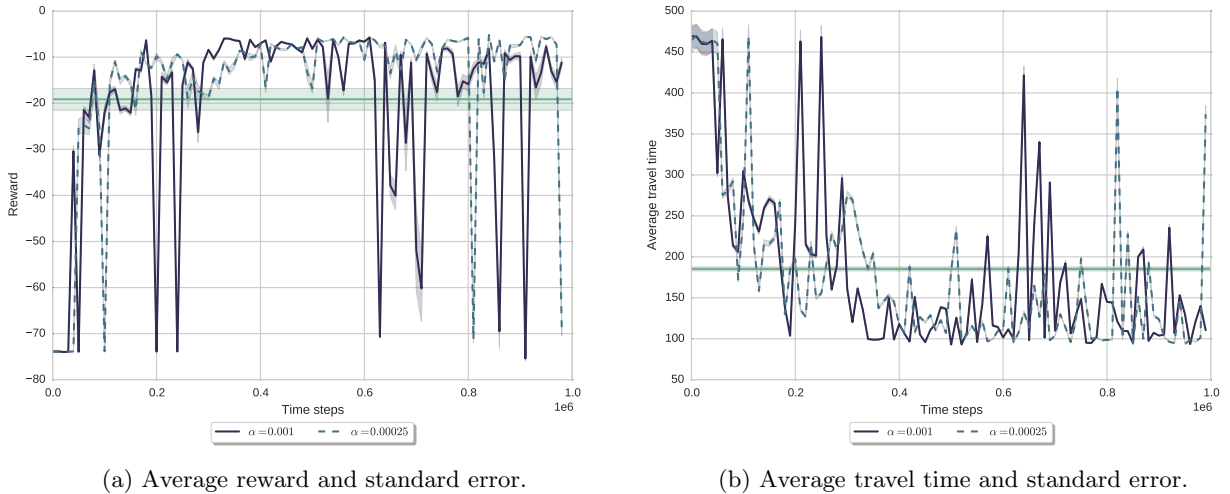 0
−10
−20
−30
−40
−50
−60
−70
−80
Reward
0.0 0.2 0.4 0.6 0.8 1.0
1e6
Time steps
α=0.001 α=0.00025
(a) Average reward and standard error.
500
450
400
350
300
250
200
150
100
50
Average travel time
0.0 0.2 0.4 0.6 0.8 1.0
1e6
Time steps
α=0.001 α=0.00025
(b) Average travel time and standard error.